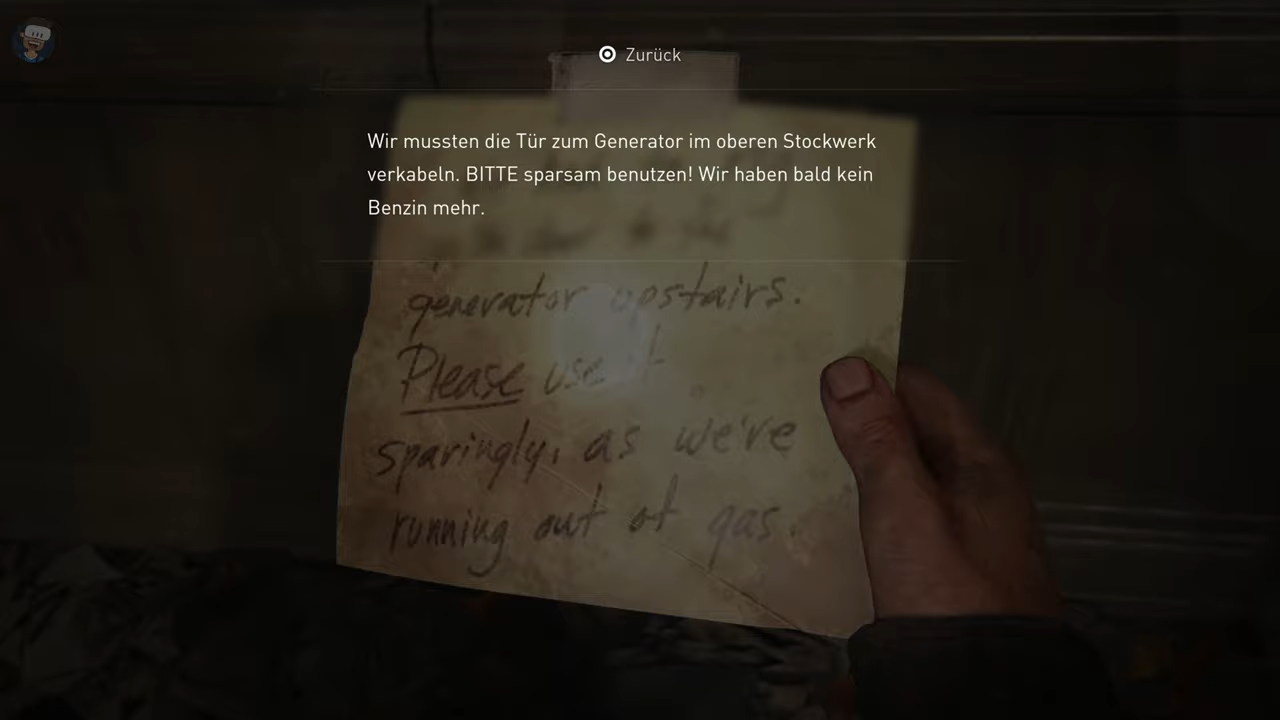 Zurück
Wir mussten die Tür zum Generator im oberen Stockwerk
verkabeln. BITTE sparsam benutzen! Wir haben bald kein
Benzin mehr.
generator upstairs.
Please use it
sparingly, as we're
running out of gas.